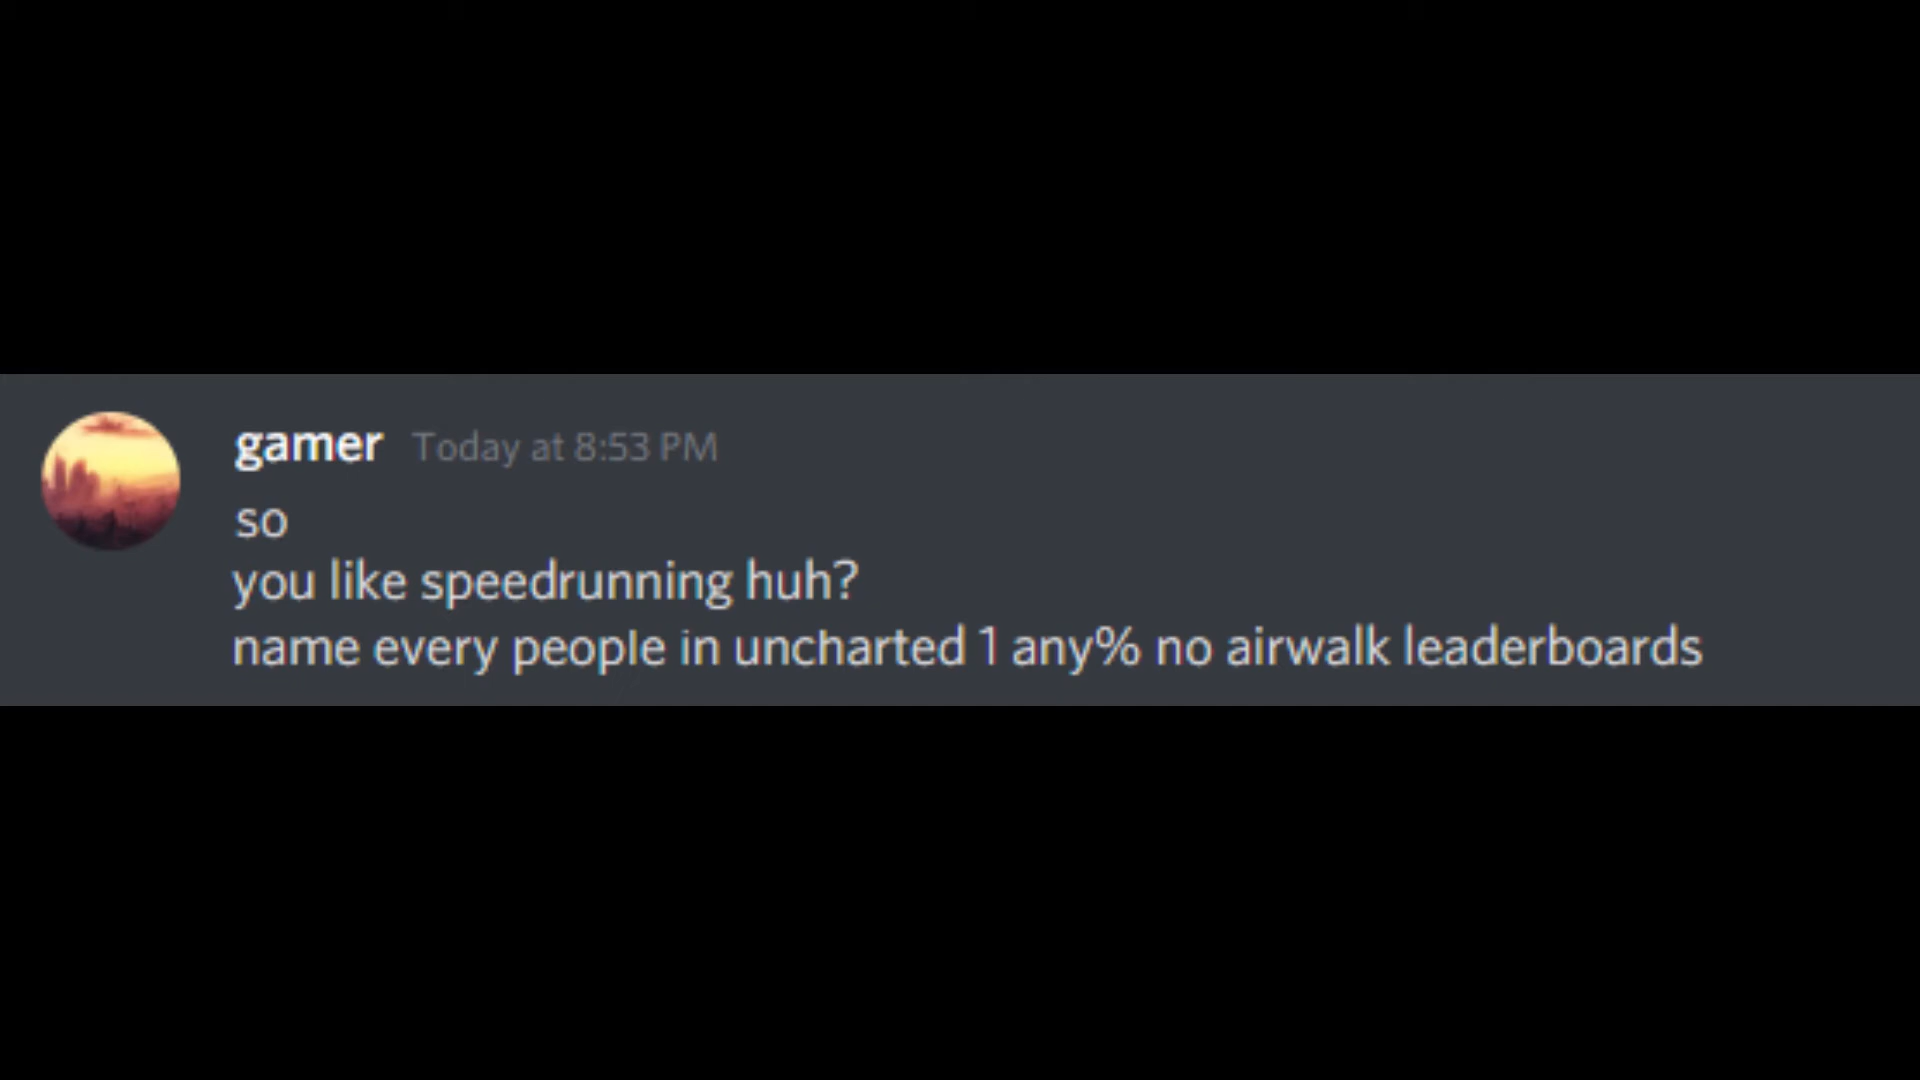 gamer Today at 8:53 PM
so
you like speedrunning huh?
name every people in uncharted 1 any% no airwalk leaderboards